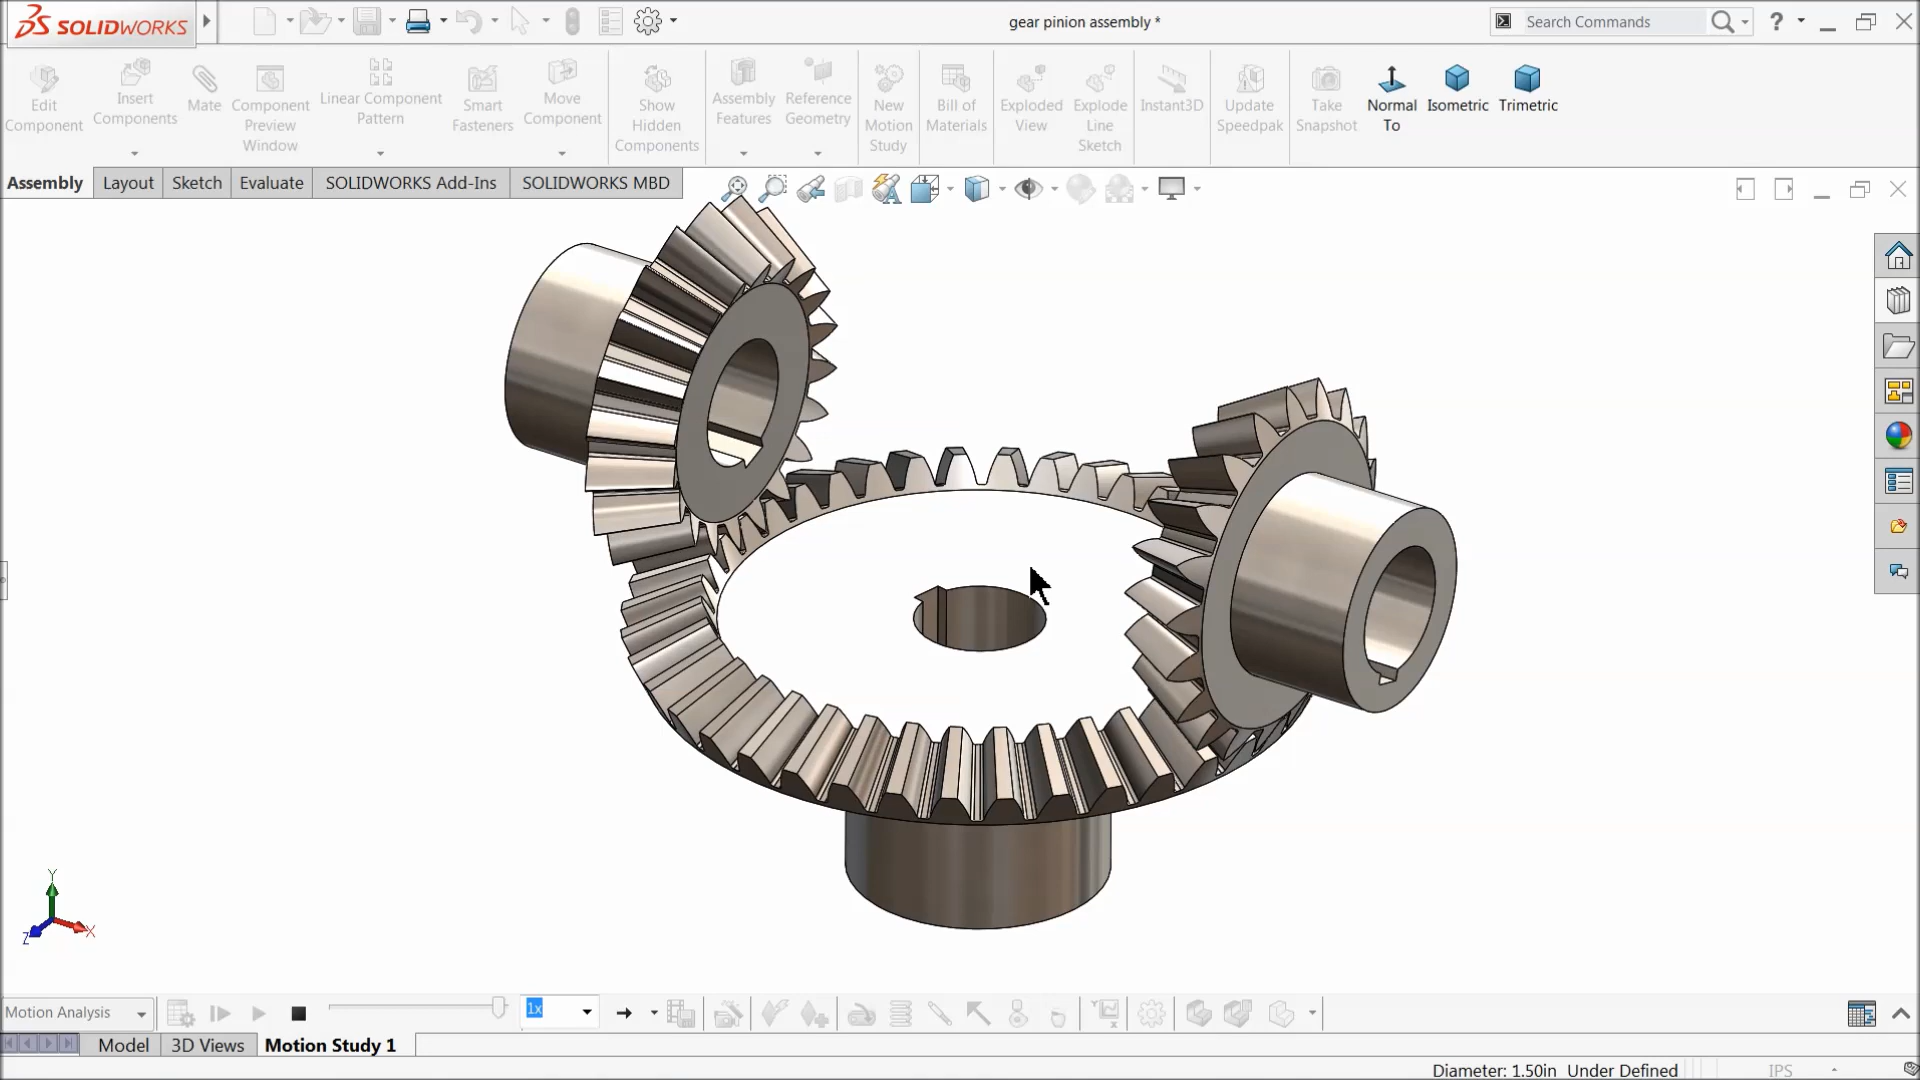 SOLIDWORKS
gear pinion assembly *
Search Commands
?
Edit
Component
Insert
Components
Mate
Component
Preview
Window
Linear Component
Pattern
Smart
Fasteners
Move
Component
Show
Hidden
Components
Assembly
Features
Reference
Geometry
New
Motion
Study
Bill of
Materials
Exploded
View
Explode
Line
Sketch
Instant3D
Update
Speedpak
Take
Snapshot
Normal
To
Isometric
Trimetric
Assembly
Layout
Sketch
Evaluate
SOLIDWORKS Add-Ins
SOLIDWORKS MBD
Y
X
Z
Motion Analysis
1x
Model
3D Views
Motion Study 1
Diameter: 1.50in Under Defined
IPS